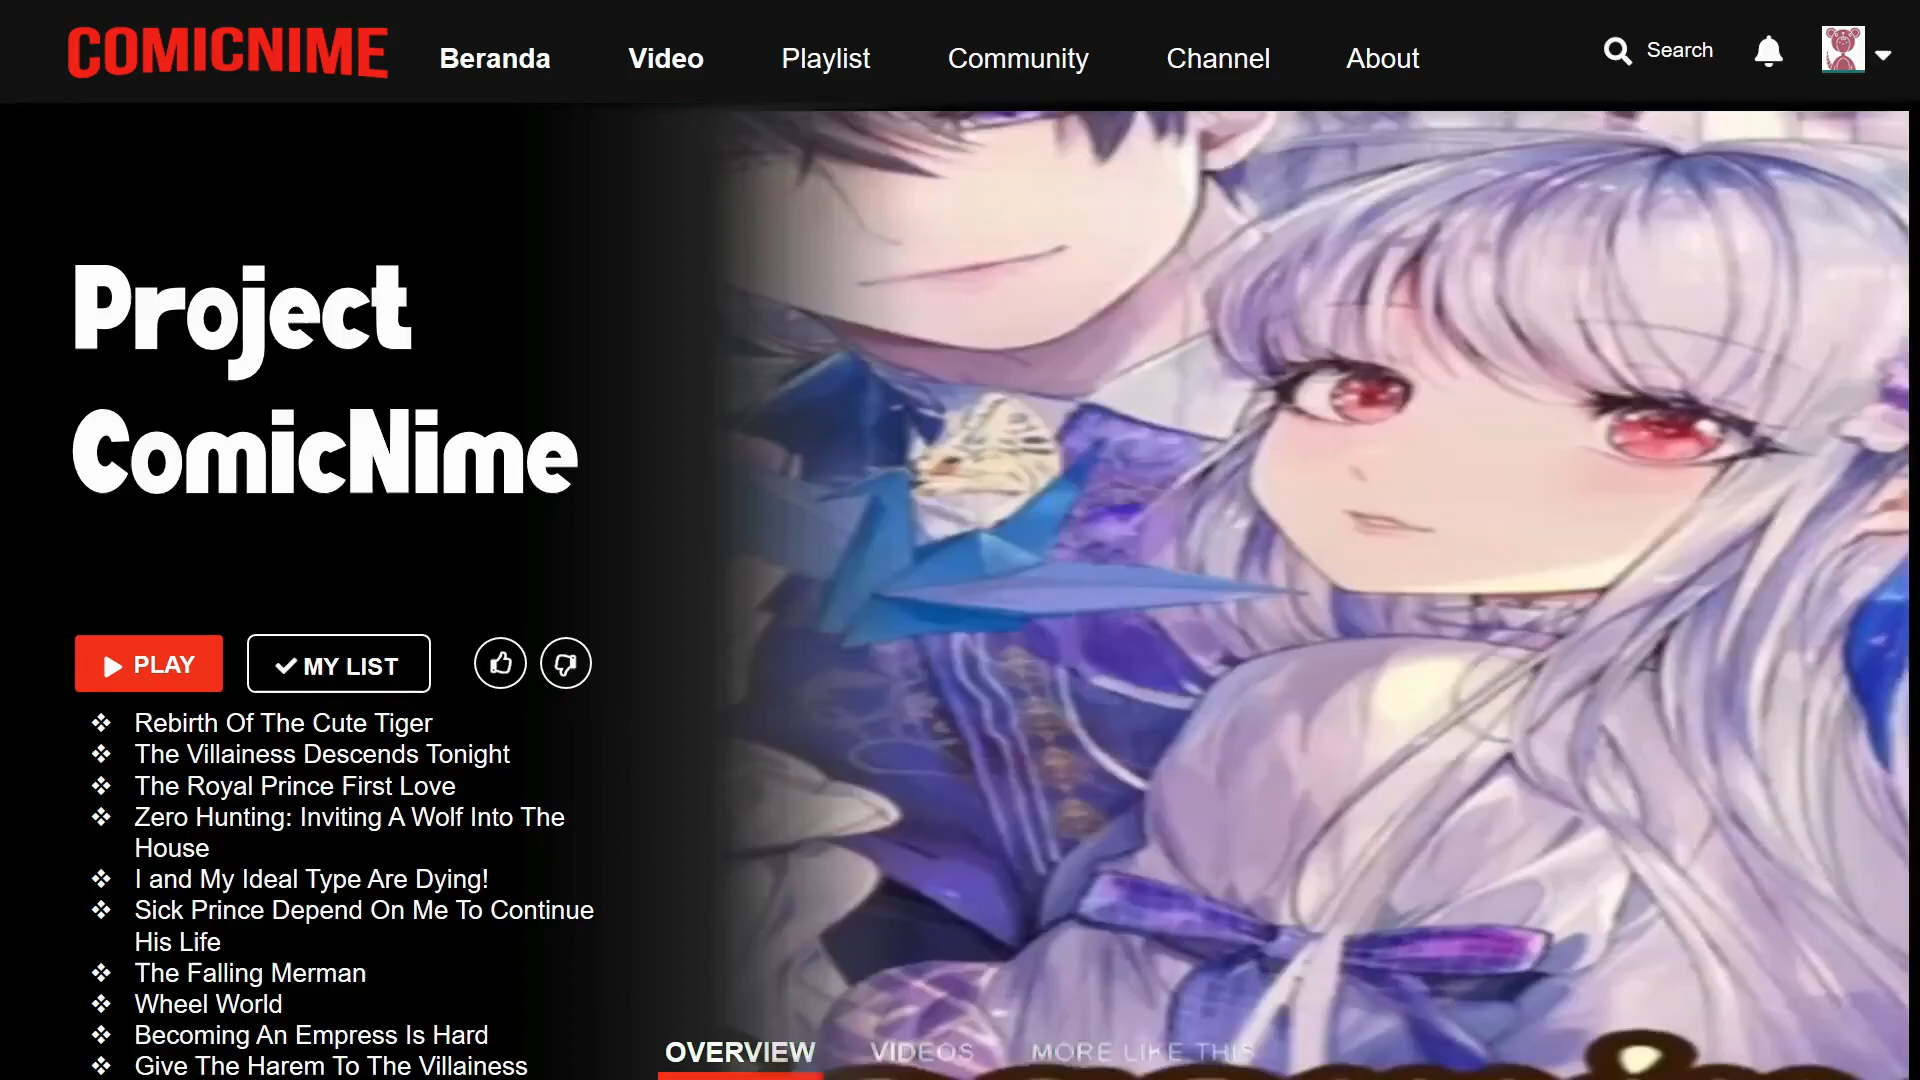 COMICNIME
Beranda
Video
Playlist
Community
Channel
About
Search
Project
ComicNime
PLAY
MY LIST
Rebirth Of The Cute Tiger
The Villainess Descends Tonight
The Royal Prince First Love
Zero Hunting: Inviting A Wolf Into The
House
I and My Ideal Type Are Dying!
Sick Prince Depend On Me To Continue
His Life
The Falling Merman
Wheel World
Becoming An Empress Is Hard
Give The Harem To The Villainess
OVERVIEW
VIDEOS
MORE LIKE THIS